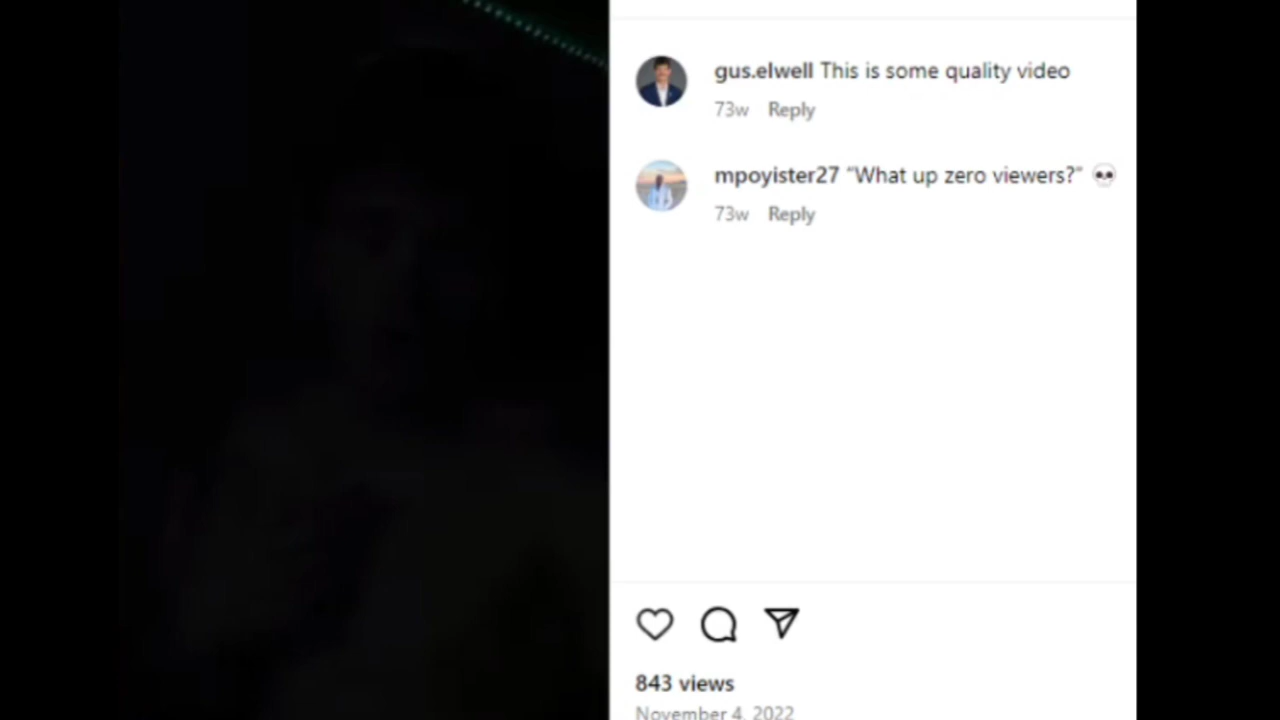 gus.elwell This is some quality video
73w Reply
mpoyister27 "What up zero viewers?" 💀
73w Reply
843 views
November 4, 2022